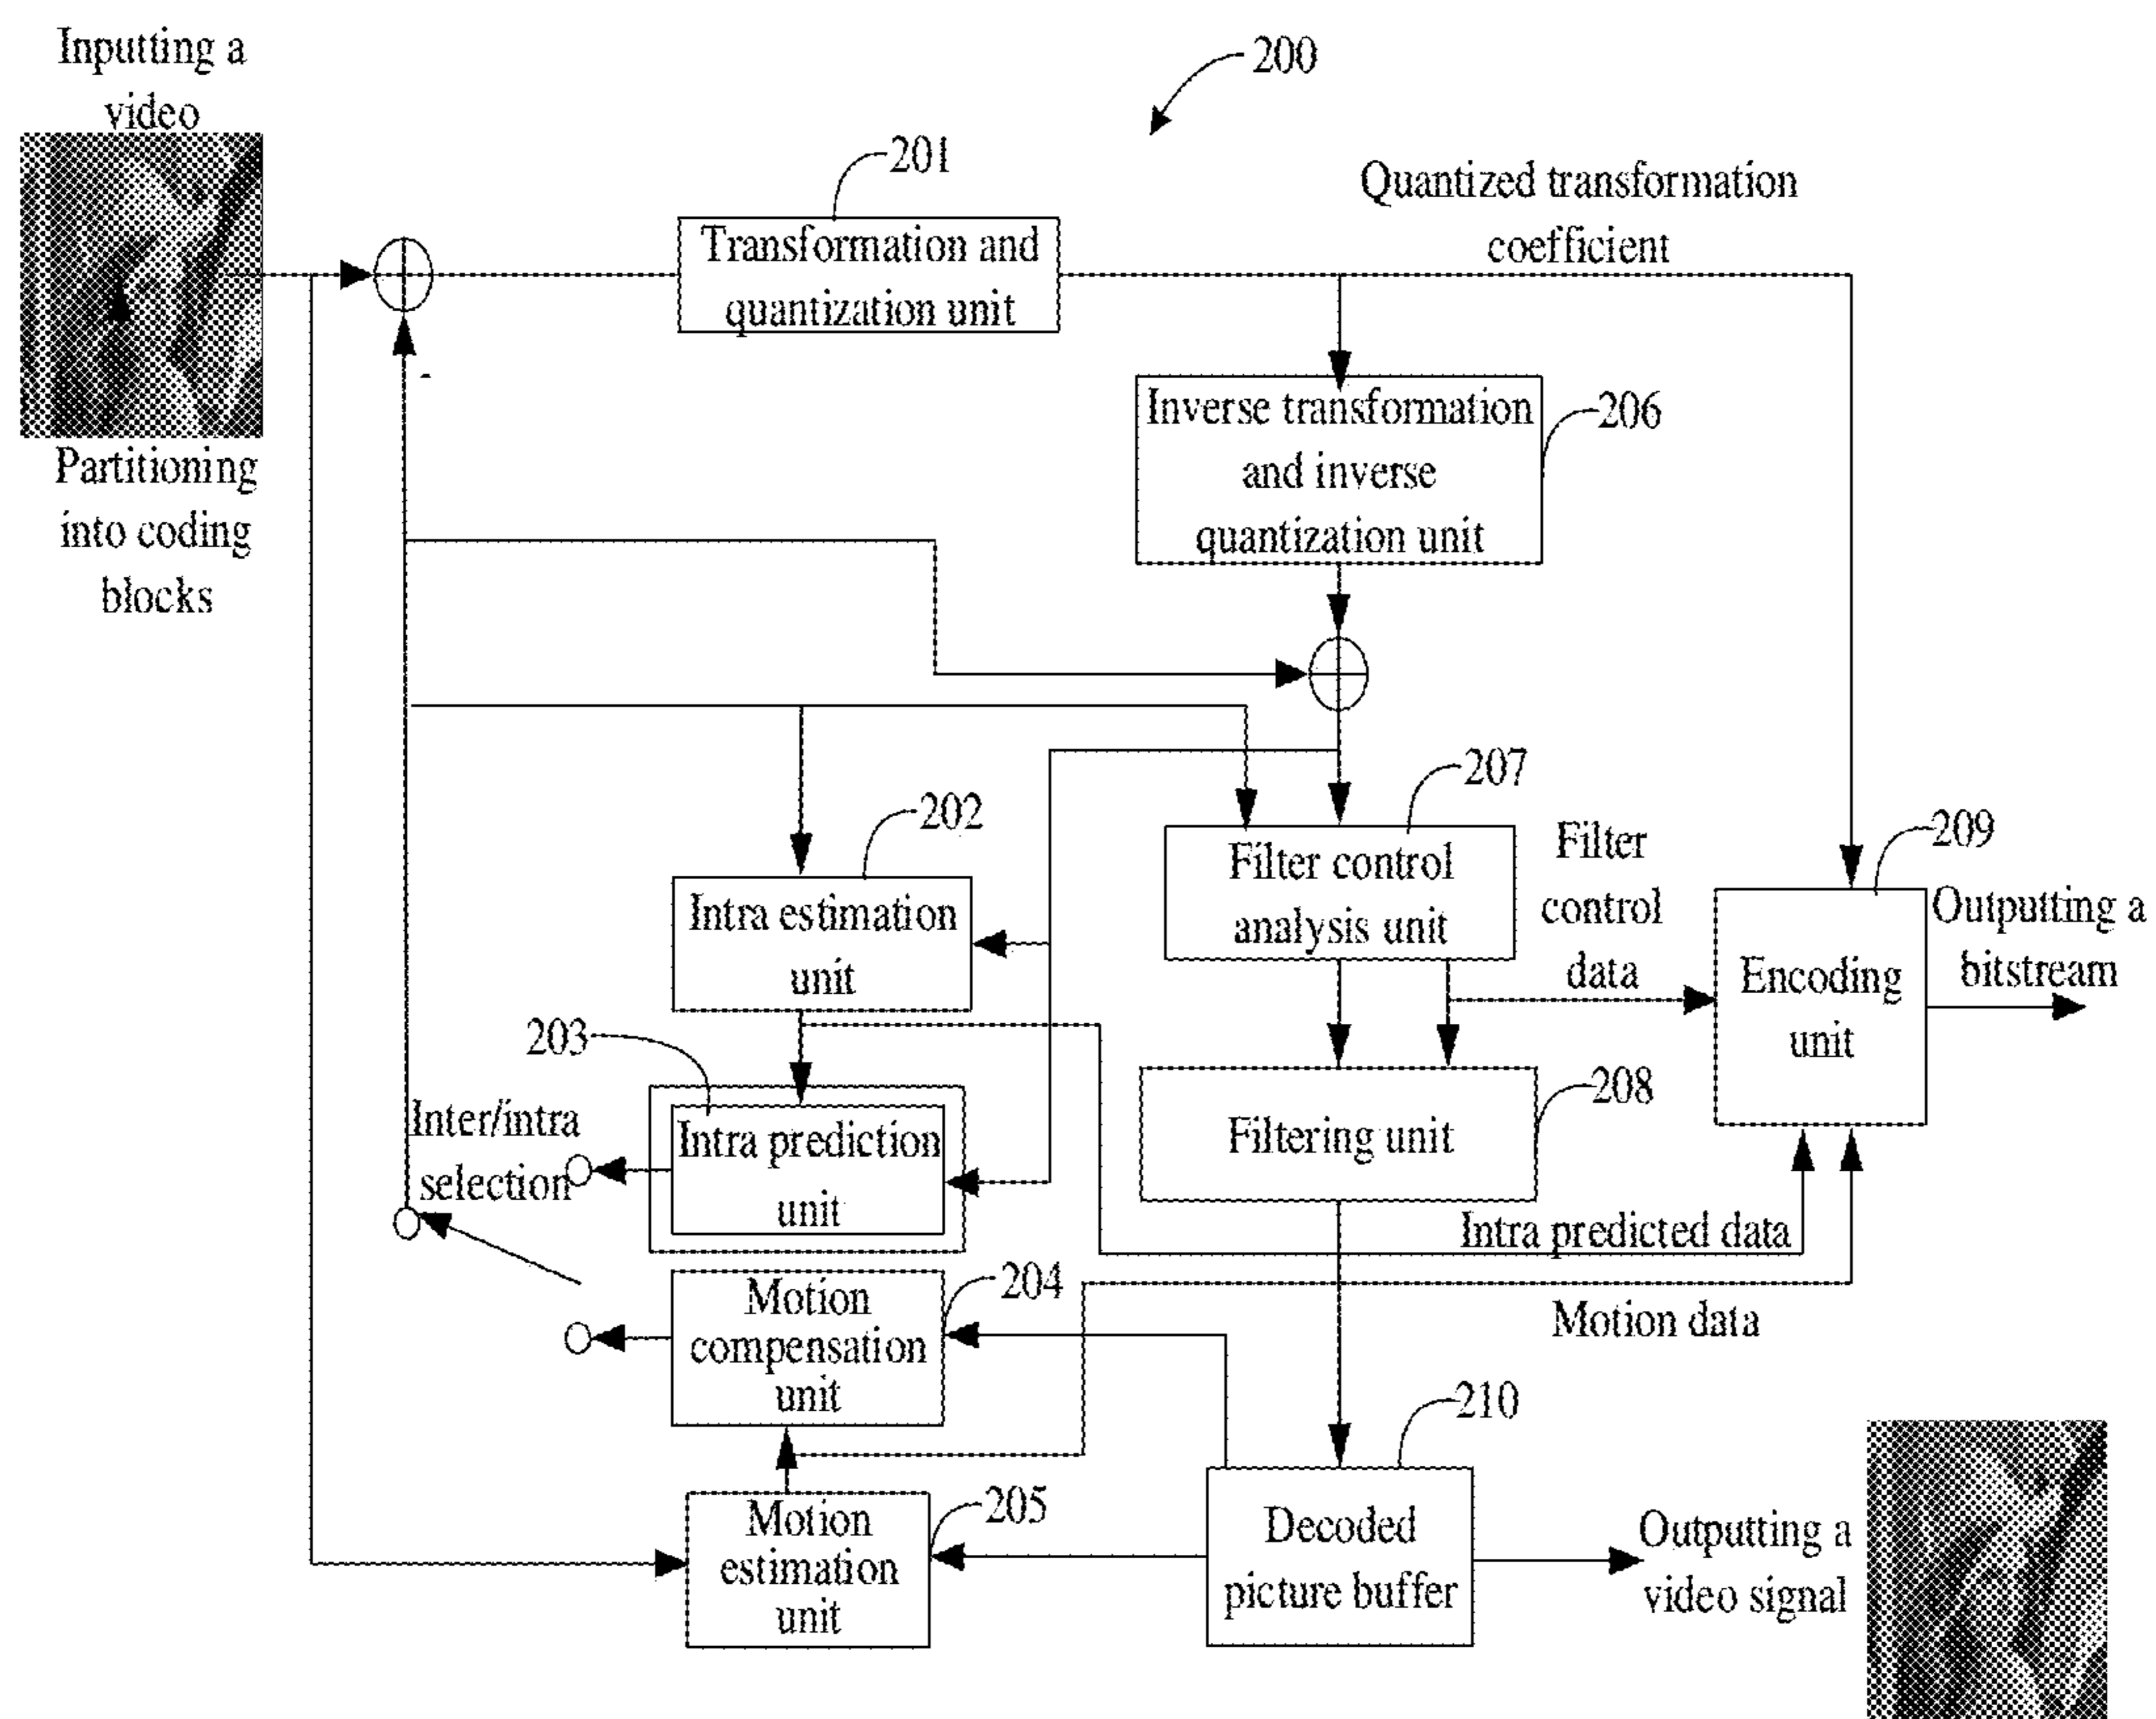 Inputting a
video
200
201
Quantized transformation
coefficient
Transformation and
quantization unit
-
Partitioning
into coding
blocks
Inverse transformation
and inverse
quantization unit
206
207
202
Filter
control
data
209
Filter control
analysis unit
Intra estimation
unit
Outputting a
bitstream
Encoding
unit
203
208
Inter/intra
selection
Intra prediction
unit
Filtering unit
Intra predicted data
204
Motion
compensation
unit
Motion data
210
205
Motion
estimation
unit
Decoded
picture buffer
Outputting a
video signal